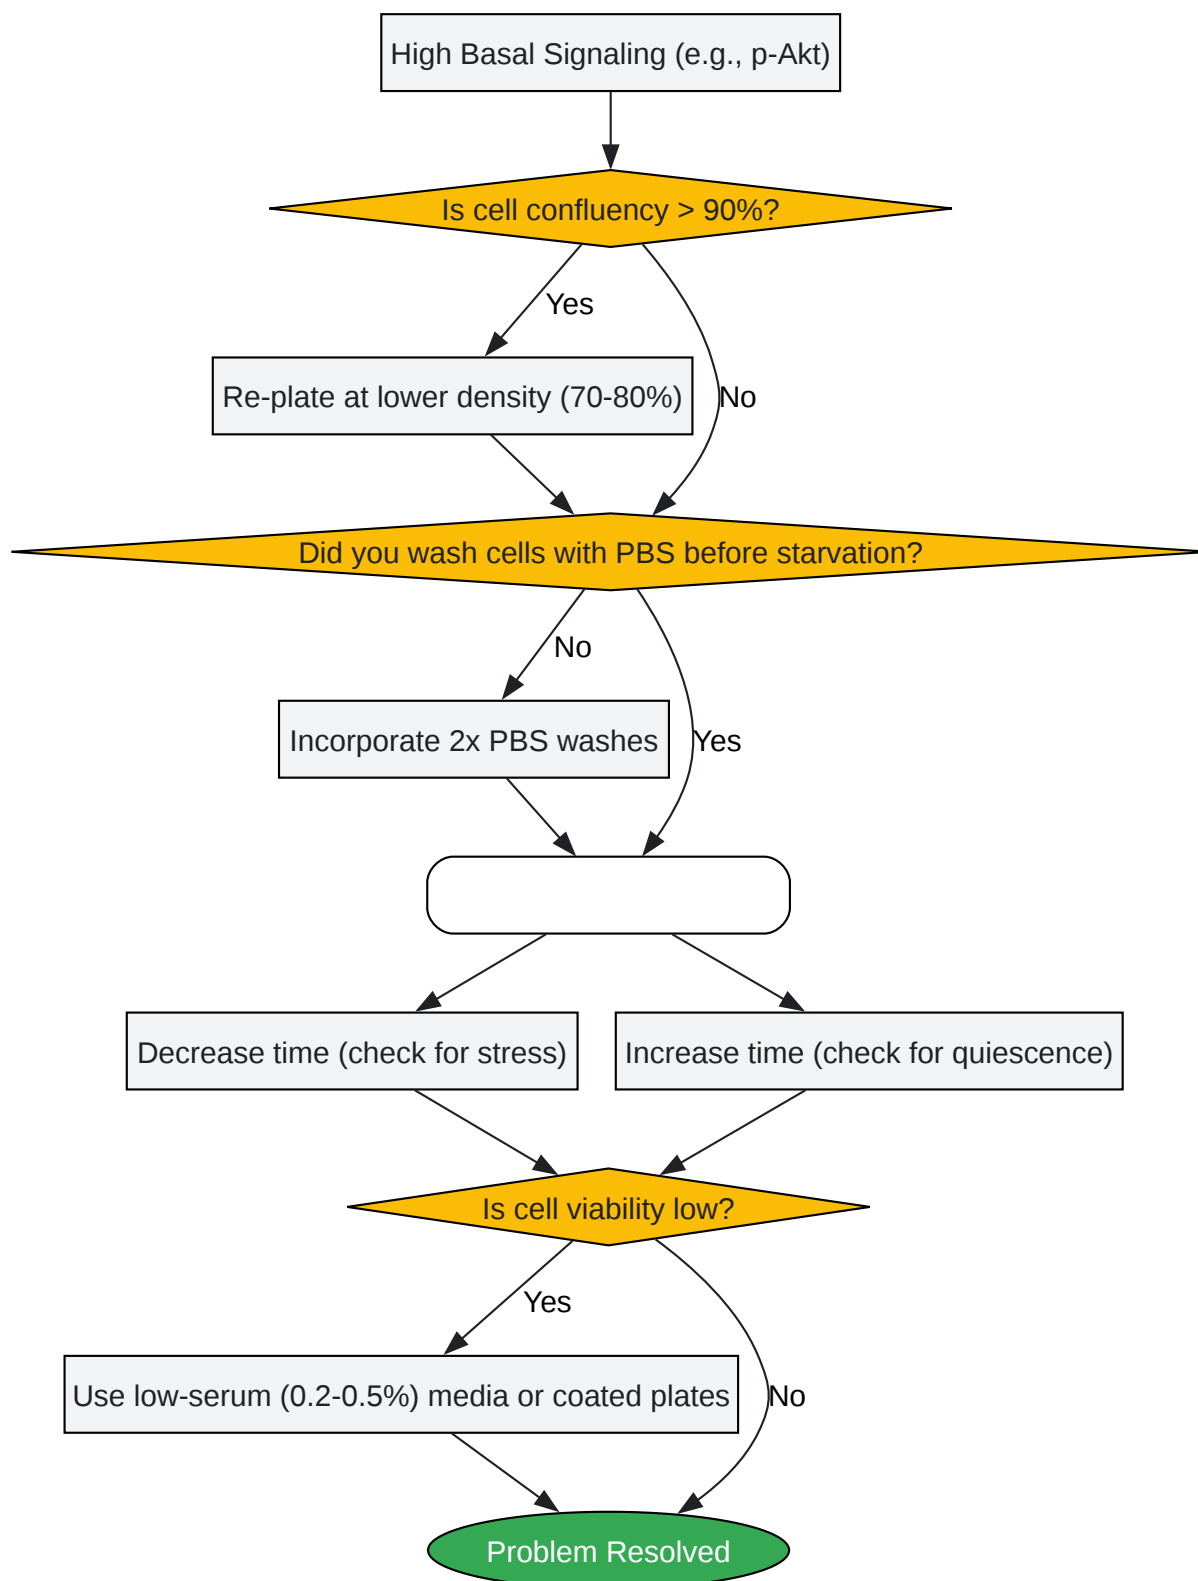 High Basal Signaling (e.g., p-Akt)
Is cell confluency > 90%?
Yes
Re-plate at lower density (70-80%)
No
Did you wash cells with PBS before starvation?
No
Incorporate 2x PBS washes
Yes
Decrease time (check for stress)
Increase time (check for quiescence)
Is cell viability low?
Yes
Use low-serum (0.2-0.5%) media or coated plates
No
Problem Resolved